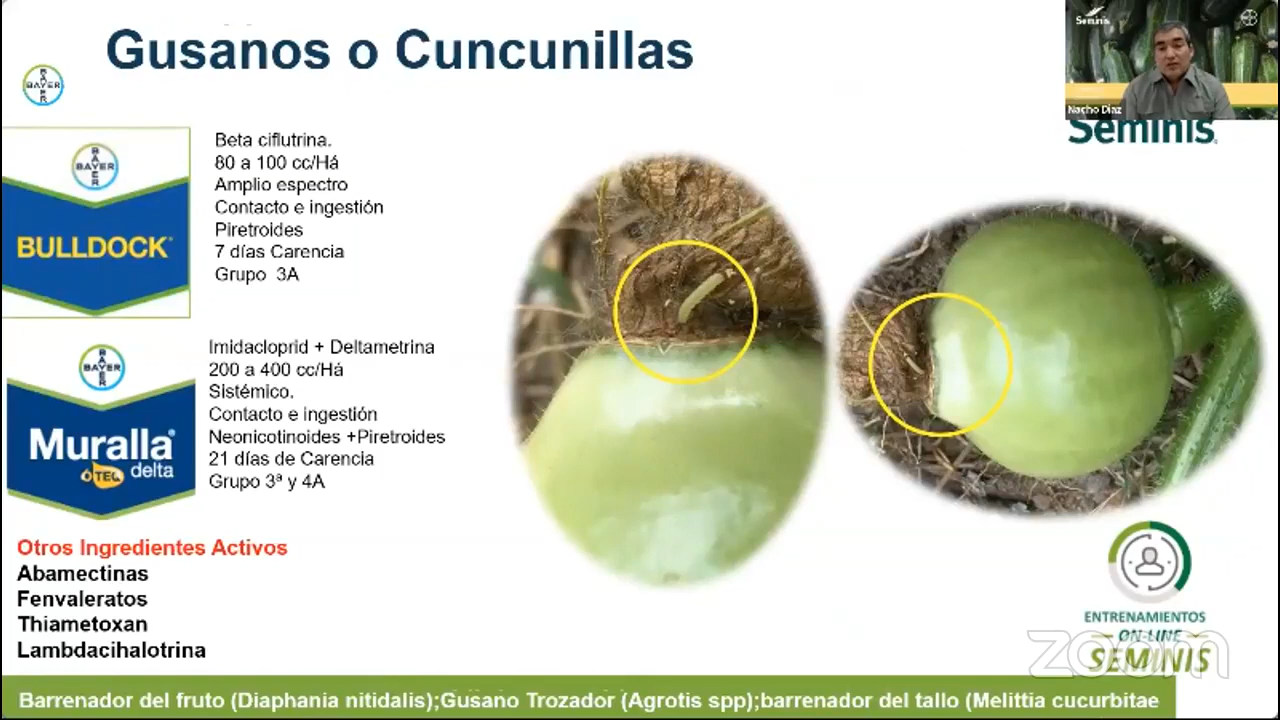 Gusanos o Cuncunillas
Seminis
Nacho Diaz
Seminis
BAYER
BAYER
BULLDOCK
Beta ciflutrina.
80 a 100 cc/Há
Amplio espectro
Contacto e ingestión
Piretroides
7 días Carencia
Grupo 3A
BAYER
Muralla
ÓTEQ delta
Imidacloprid + Deltametrina
200 a 400 cc/Há
Sistémico.
Contacto e ingestión
Neonicotinoides +Piretroides
21 días de Carencia
Grupo 3ª y 4A
Otros Ingredientes Activos
Abamectinas
Fenvaleratos
Thiametoxan
Lambdacihalotrina
ENTRENAMIENTOS
ON-LINE
SEMINIS
zoom
Barrenador del fruto (Diaphania nitidalis);Gusano Trozador (Agrotis spp);barrenador del tallo (Melittia cucurbitae